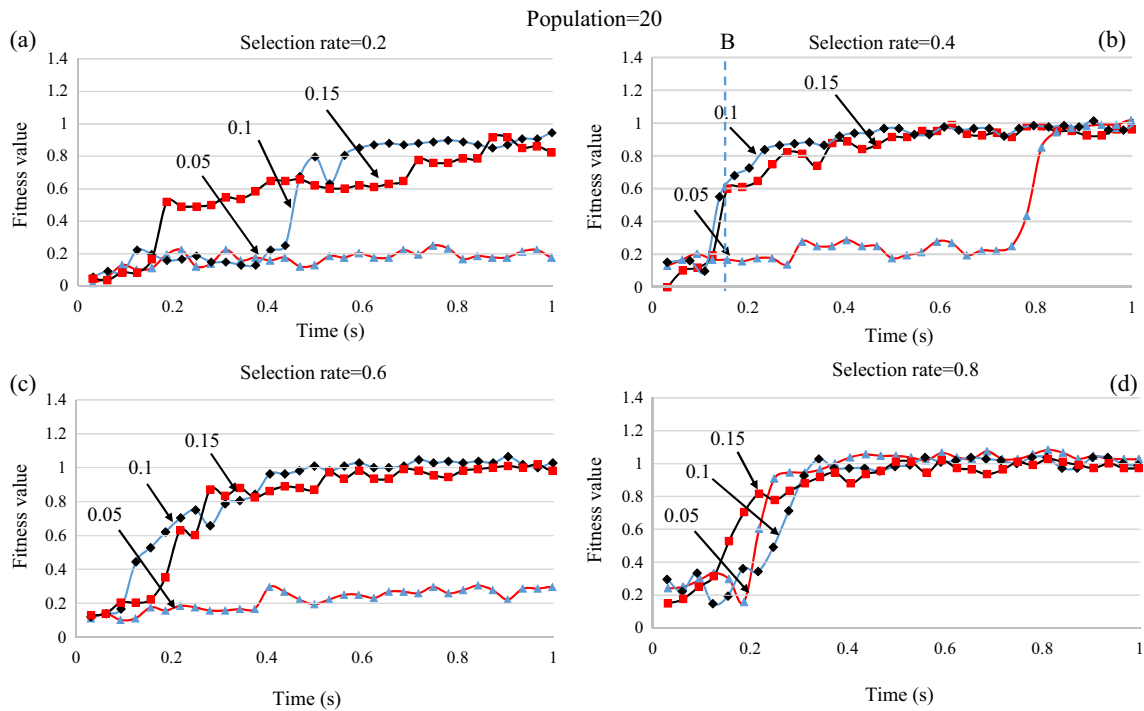 Population=20
(a)
Selection rate=0.2
Fitness value
1.4
1.2
1
0.8
0.6
0.4
0.2
0
0.05
0.1
0.15
0 0.2 0.4 0.6 0.8 1
Time (s)
B
Selection rate=0.4
(b)
Fitness value
1.4
1.2
1
0.8
0.6
0.4
0.2
0
0.1
0.15
0.05
0 0.2 0.4 0.6 0.8 1
Time (s)
(c)
Selection rate=0.6
Fitness value
1.4
1.2
1
0.8
0.6
0.4
0.2
0
0.15
0.1
0.05
0 0.2 0.4 0.6 0.8 1
Time (s)
Selection rate=0.8
(d)
Fitness value
1.4
1.2
1
0.8
0.6
0.4
0.2
0
0.15
0.1
0.05
0 0.2 0.4 0.6 0.8 1
Time (s)